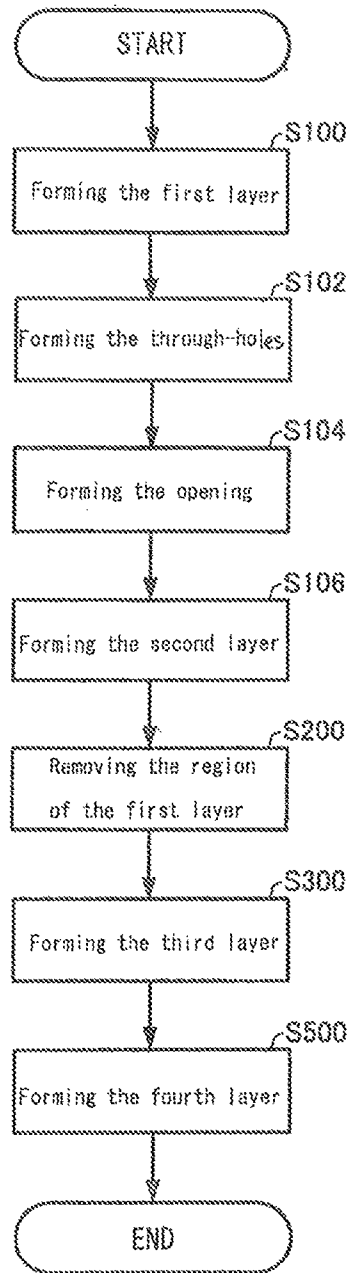 START
S100
Forming the first layer
S102
Forming the through-holes
S104
Forming the opening
S106
Forming the second layer
S200
Removing the region
of the first layer
S300
Forming the third layer
S500
Forming the fourth layer
END